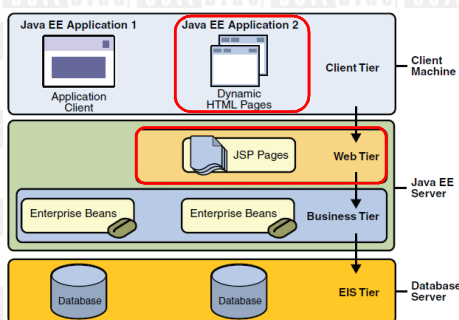 Java EE Application 1
Java EE Application 2
Application
Client
Dynamic
HTML Pages
Client Tier
Client
Machine
JSP Pages
Web Tier
Java EE
Server
Enterprise Beans
Enterprise Beans
Business Tier
Database
Database
EIS Tier
Database
Server